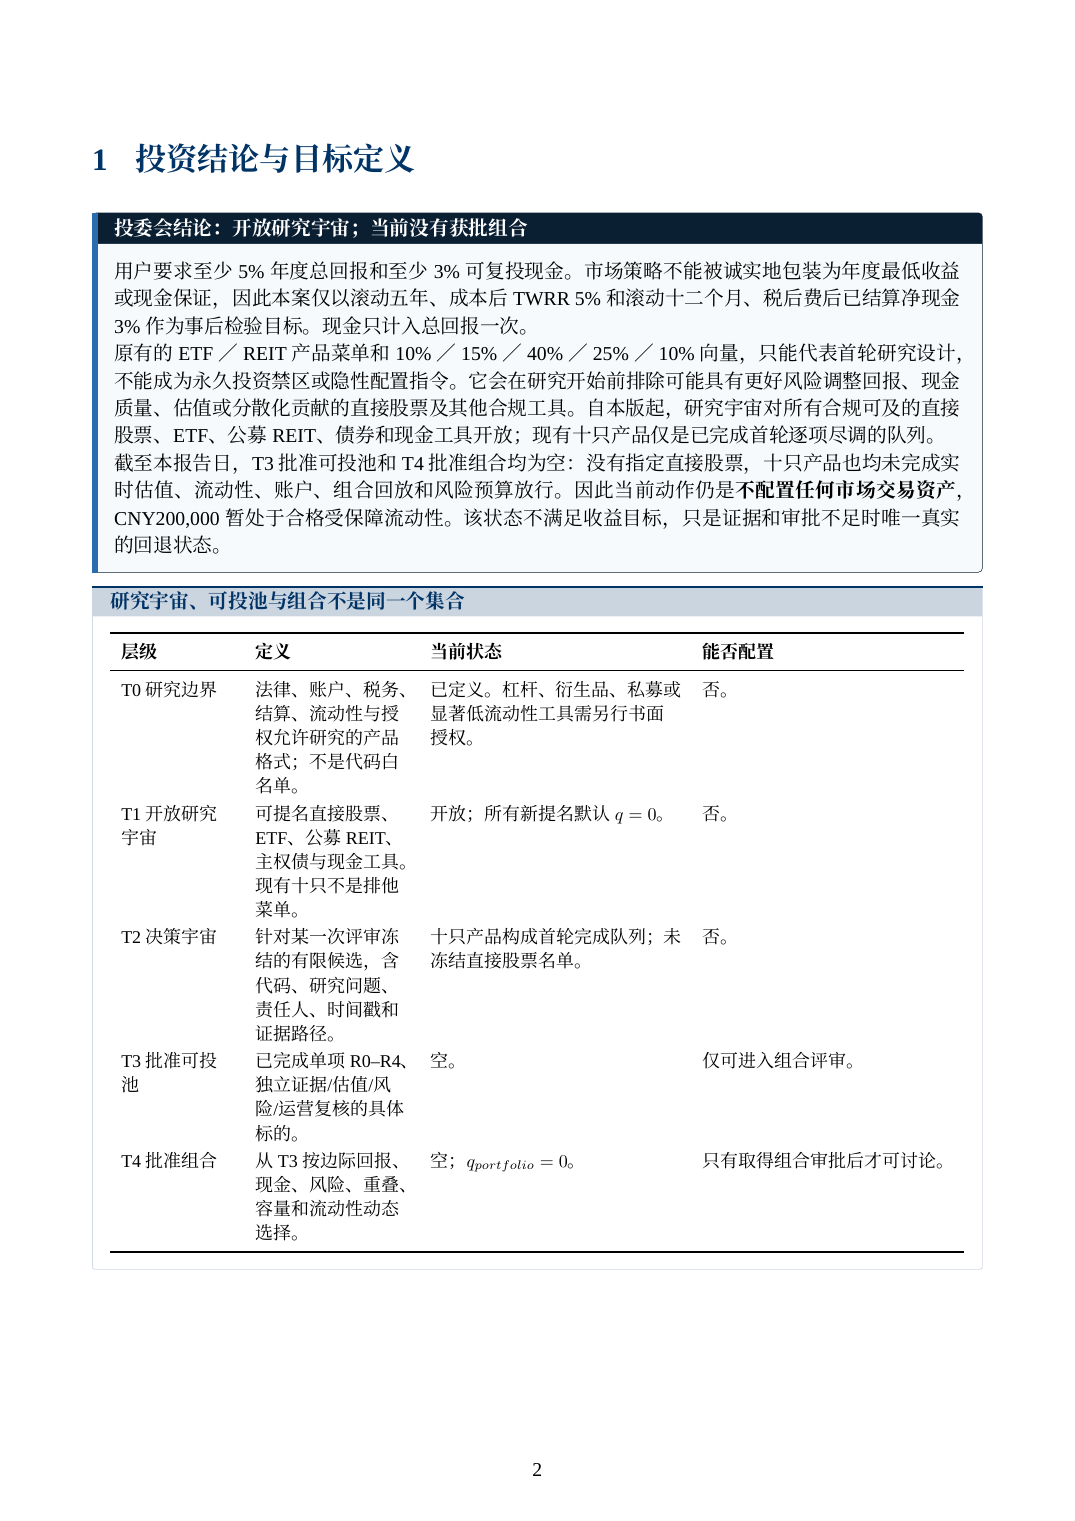 1 投资结论与目标定义
投委会结论：开放研究宇宙；当前没有获批组合
用户要求至少 5% 年度总回报和至少 3% 可复投现金。市场策略不能被诚实地包装为年度最低收益
或现金保证，因此本案仅以滚动五年、成本后 TWRR 5% 和滚动十二个月、税后费后已结算净现金
3% 作为事后检验目标。现金只计入总回报一次。
原有的 ETF ／ REIT 产品菜单和 10% ／ 15% ／ 40% ／ 25% ／ 10% 向量，只能代表首轮研究设计，
不能成为永久投资禁区或隐性配置指令。它会在研究开始前排除可能具有更好风险调整回报、现金
质量、估值或分散化贡献的直接股票及其他合规工具。自本版起，研究宇宙对所有合规可及的直接
股票、ETF、公募 REIT、债券和现金工具开放；现有十只产品仅是已完成首轮逐项尽调的队列。
截至本报告日，T3 批准可投池和 T4 批准组合均为空：没有指定直接股票，十只产品也均未完成实
时估值、流动性、账户、组合回放和风险预算放行。因此当前动作仍是不配置任何市场交易资产，
CNY200,000 暂处于合格受保障流动性。该状态不满足收益目标，只是证据和审批不足时唯一真实
的回退状态。
研究宇宙、可投池与组合不是同一个集合
层级 定义 当前状态 能否配置
T0 研究边界 法律、账户、税务、 已定义。杠杆、衍生品、私募或 否。
结算、流动性与授 显著低流动性工具需另行书面
权允许研究的产品 授权。
格式；不是代码白
名单。
T1 开放研究 可提名直接股票、 开放；所有新提名默认 q = 0。 否。
宇宙 ETF、公募 REIT、
主权债与现金工具。
现有十只不是排他
菜单。
T2 决策宇宙 针对某一次评审冻 十只产品构成首轮完成队列；未 否。
结的有限候选，含 冻结直接股票名单。
代码、研究问题、
责任人、时间戳和
证据路径。
T3 批准可投 已完成单项 R0–R4、 空。 仅可进入组合评审。
池 独立证据/估值/风
险/运营复核的具体
标的。
T4 批准组合 从 T3 按边际回报、 空；q_portfolio = 0。 只有取得组合审批后才可讨论。
现金、风险、重叠、
容量和流动性动态
选择。
2